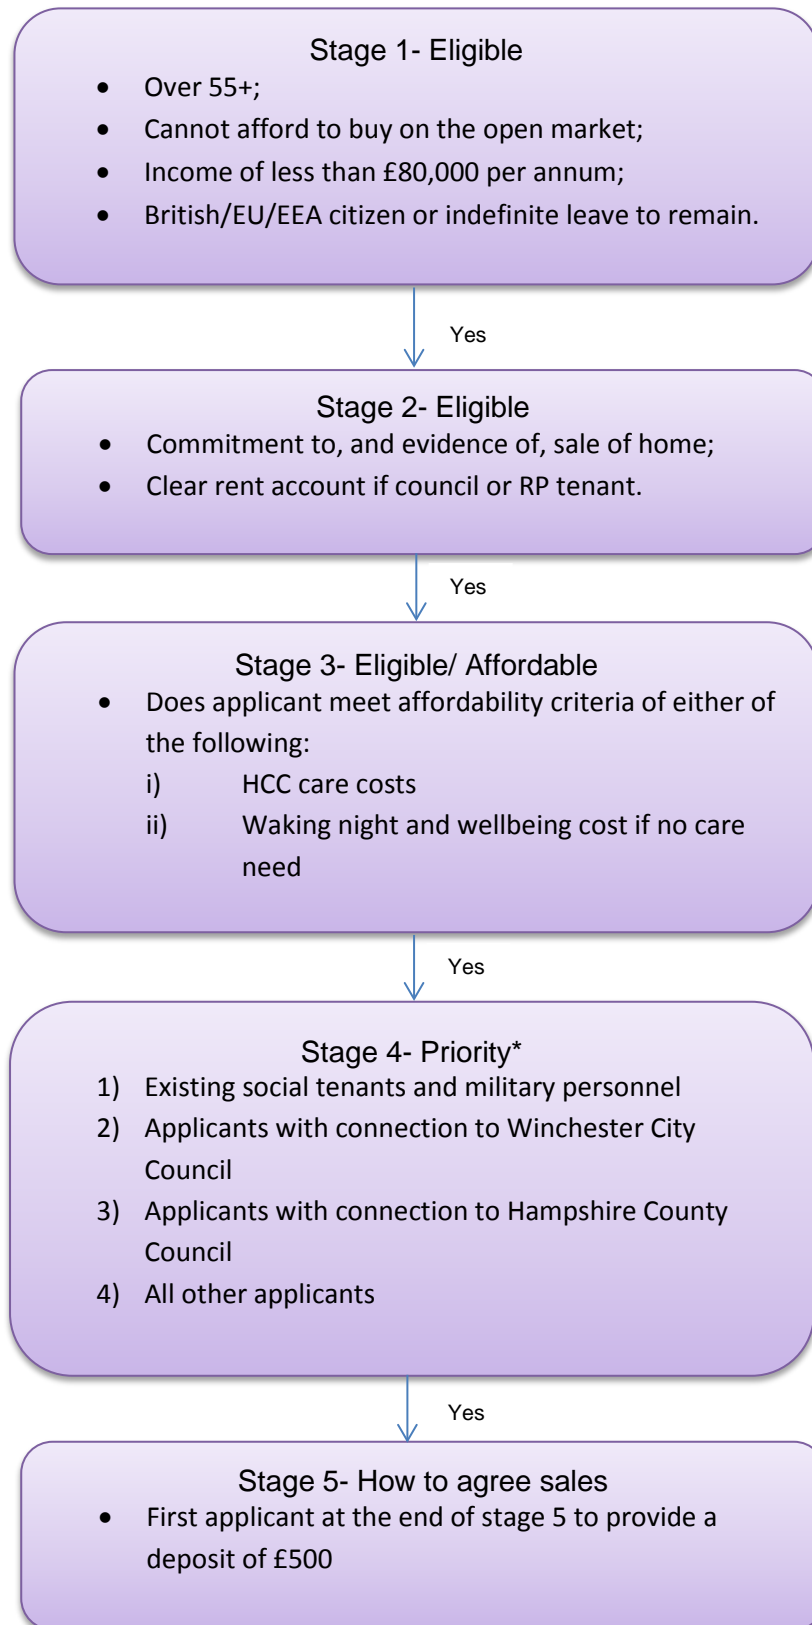 Stage 1- Eligible
• Over 55+;
• Cannot afford to buy on the open market;
• Income of less than £80,000 per annum;
• British/EU/EEA citizen or indefinite leave to remain.
Yes
Stage 2- Eligible
• Commitment to, and evidence of, sale of home;
• Clear rent account if council or RP tenant.
Yes
Stage 3- Eligible/ Affordable
• Does applicant meet affordability criteria of either of
the following:
i) HCC care costs
ii) Waking night and wellbeing cost if no care
need
Yes
Stage 4- Priority*
1) Existing social tenants and military personnel
2) Applicants with connection to Winchester City
Council
3) Applicants with connection to Hampshire County
Council
4) All other applicants
Yes
Stage 5- How to agree sales
• First applicant at the end of stage 5 to provide a
deposit of £500